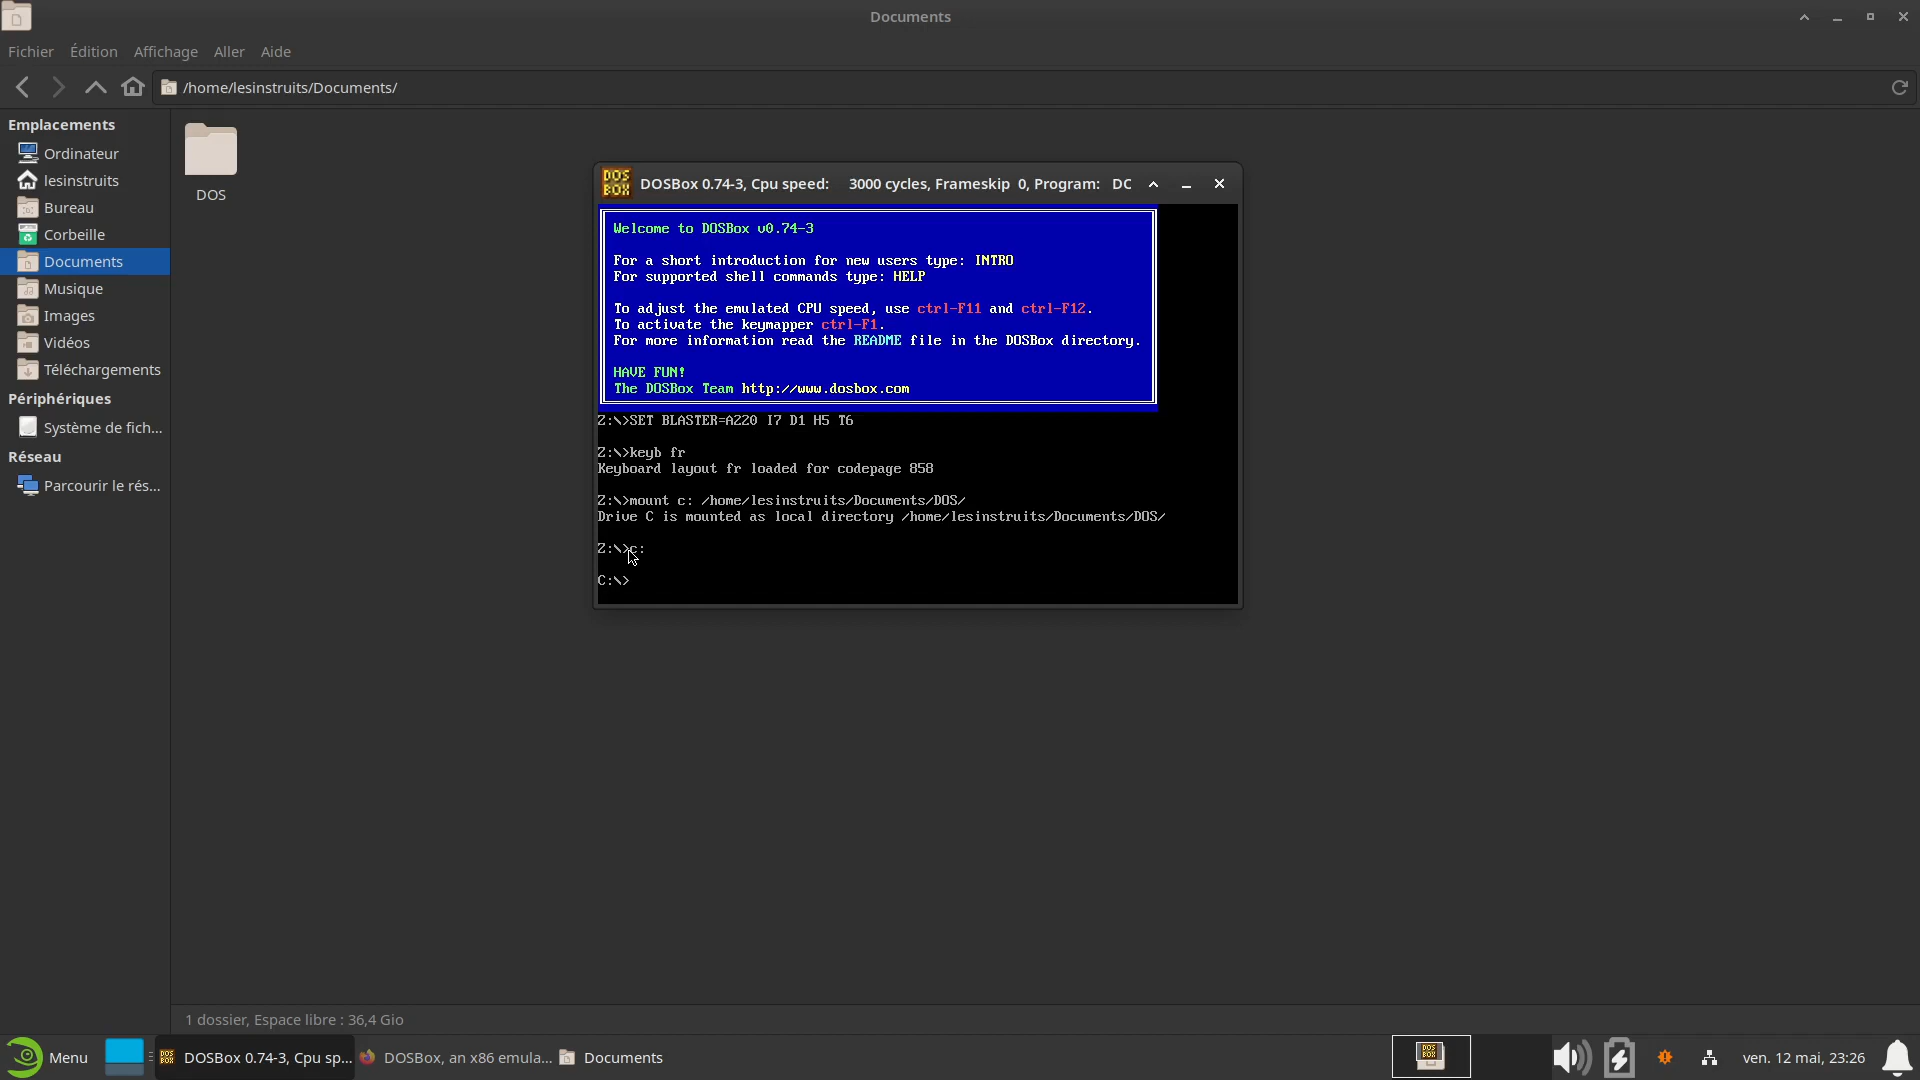 Documents
Fichier Édition Affichage Aller Aide
/home/lesinstruits/Documents/
Emplacements
Ordinateur
lesinstruits
Bureau
Corbeille
Documents
Musique
Images
Vidéos
Téléchargements
Périphériques
Système de fich...
Réseau
Parcourir le rés...
DOS
DOS BOX
DOSBox 0.74-3, Cpu speed: 3000 cycles, Frameskip 0, Program: DO
Welcome to DOSBox v0.74-3
For a short introduction for new users type: INTRO
For supported shell commands type: HELP
To adjust the emulated CPU speed, use ctrl-F11 and ctrl-F12.
To activate the keymapper ctrl-F1.
For more information read the README file in the DOSBox directory.
HAVE FUN!
The DOSBox Team http://www.dosbox.com
Z:\>SET BLASTER=A220 I7 D1 H5 T6
Z:\>keyb fr
Keyboard layout fr loaded for codepage 858
Z:\>mount c: /home/lesinstruits/Documents/DOS/
Drive C is mounted as local directory /home/lesinstruits/Documents/DOS/
Z:\>c:
C:\>
1 dossier, Espace libre : 36,4 Gio
Menu DOSBox 0.74-3, Cpu sp... DOSBox, an x86 emula... Documents ven. 12 mai, 23:26